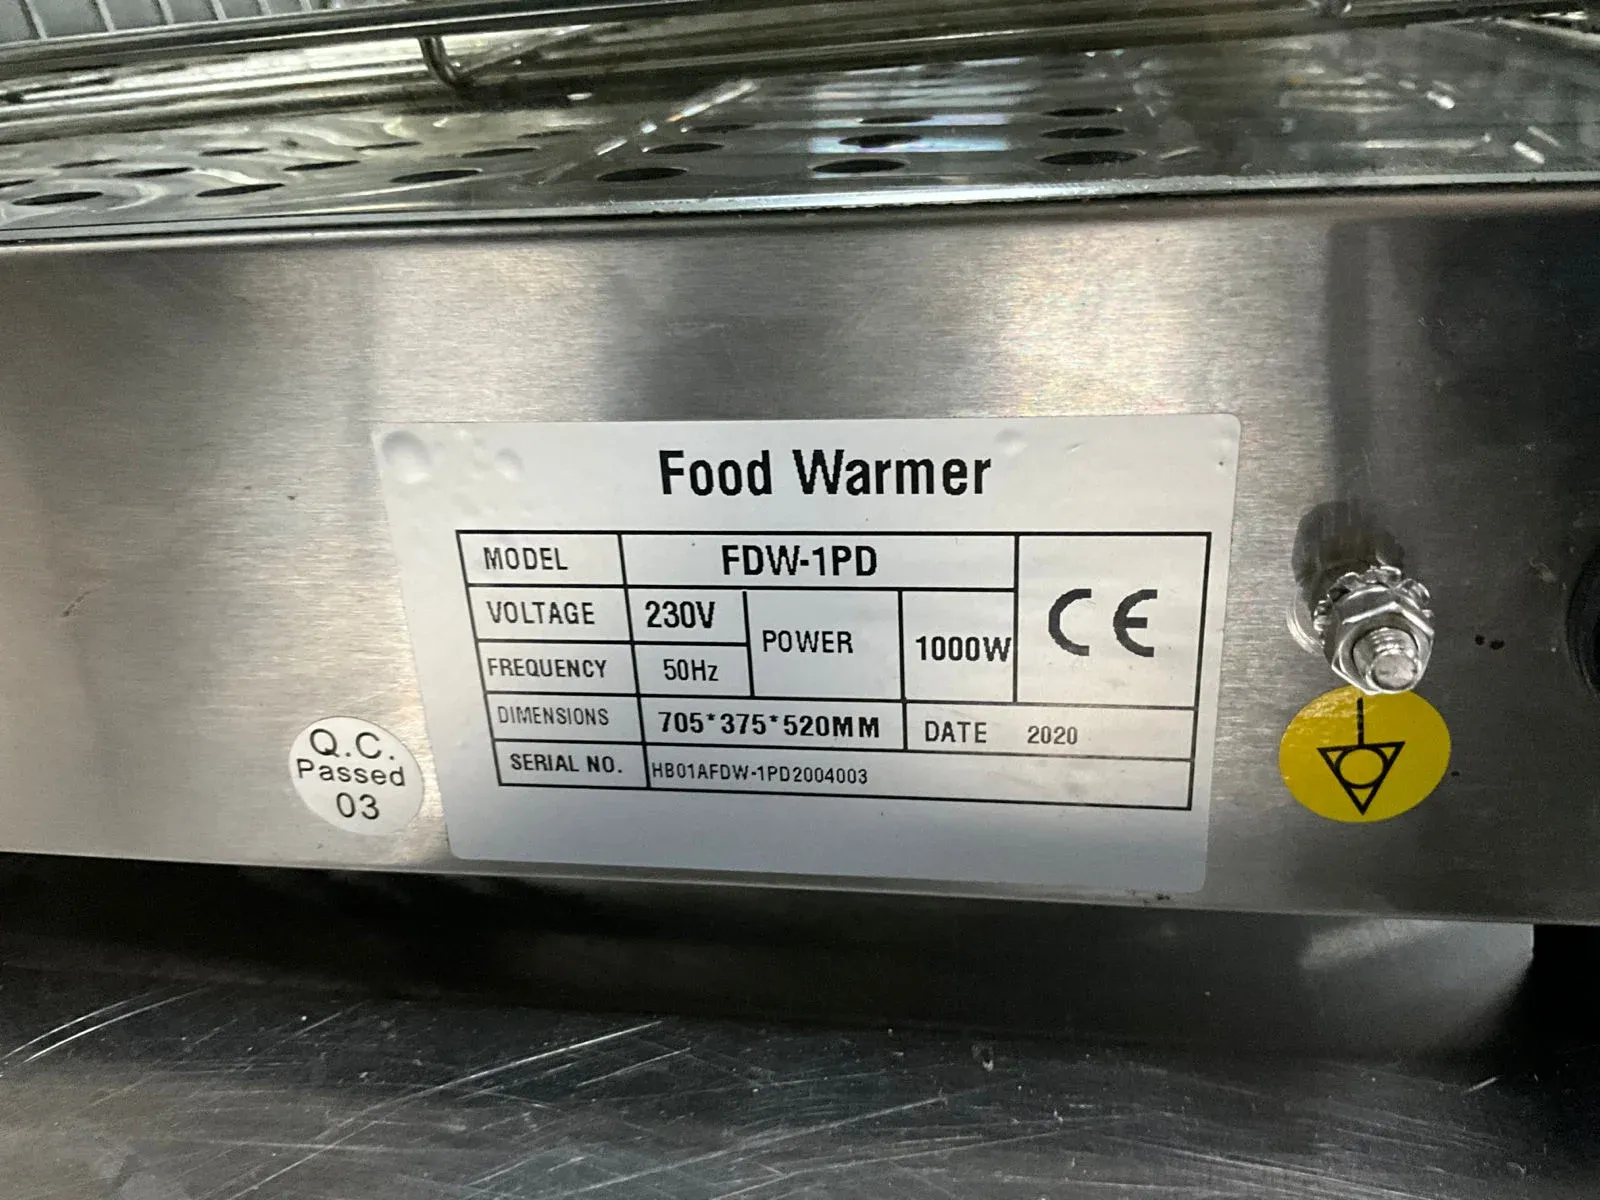 Food Warmer
MODEL FDW-1PD
VOLTAGE 230V POWER 1000W CE
FREQUENCY 50Hz
DIMENSIONS 705*375*520MM DATE 2020
SERIAL NO. HB01AFDW-1PD2004003
Q.C.
Passed
03